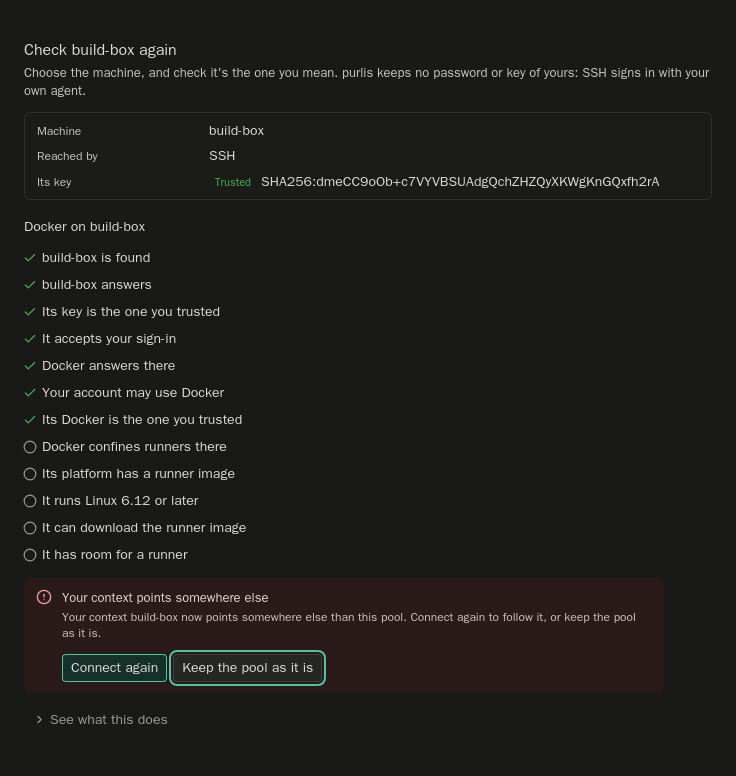 Check build-box again
Choose the machine, and check it's the one you mean. purlis keeps no password or key of yours: SSH signs in with your
own agent.
Machine build-box
Reached by SSH
Its key Trusted SHA256:dmeCC9oOb+c7VYVBSUAdgQchZHZQyXKWgKnGQxfh2rA
Docker on build-box
build-box is found
build-box answers
Its key is the one you trusted
It accepts your sign-in
Docker answers there
Your account may use Docker
Its Docker is the one you trusted
Docker confines runners there
Its platform has a runner image
It runs Linux 6.12 or later
It can download the runner image
It has room for a runner
Your context points somewhere else
Your context build-box now points somewhere else than this pool. Connect again to follow it, or keep the pool
as it is.
Connect again Keep the pool as it is
See what this does